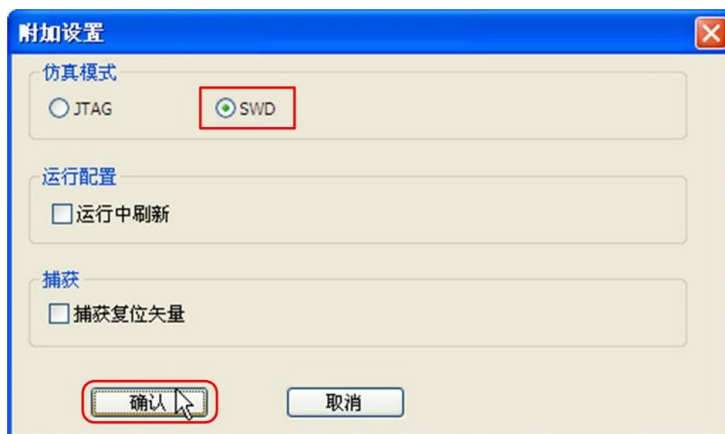 附加设置
仿真模式
JTAG
SWD
运行配置
运行中刷新
捕获
捕获复位矢量
确认
取消